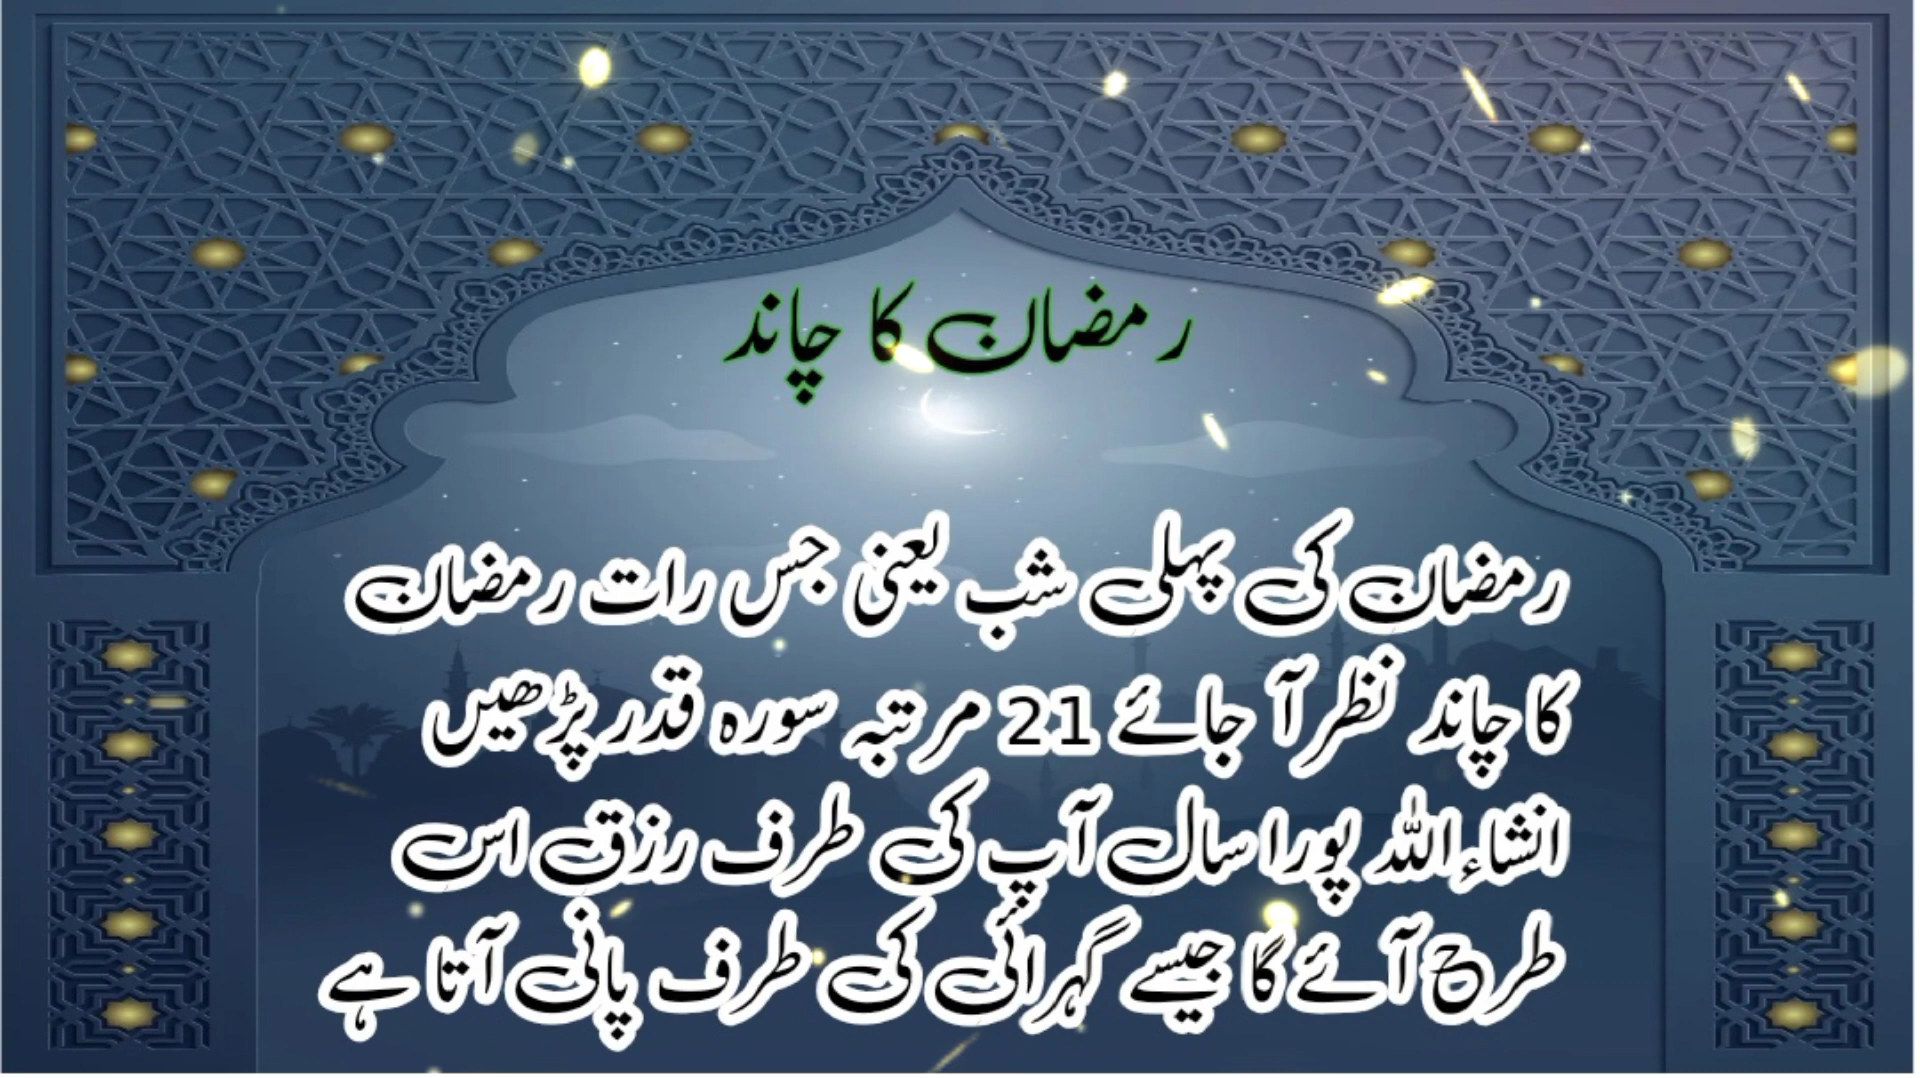 رمضان کا چاند
رمضان کی پہلی شب یعنی جس رات رمضان
کا چاند نظر آ جائے 21 مرتبہ سورہ قدر پڑھیں
انشاءاللہ پورا سال آپ کی طرف رزق اس
طرح آئے گا جیسے گہرائی کی طرف پانی آتا ہے